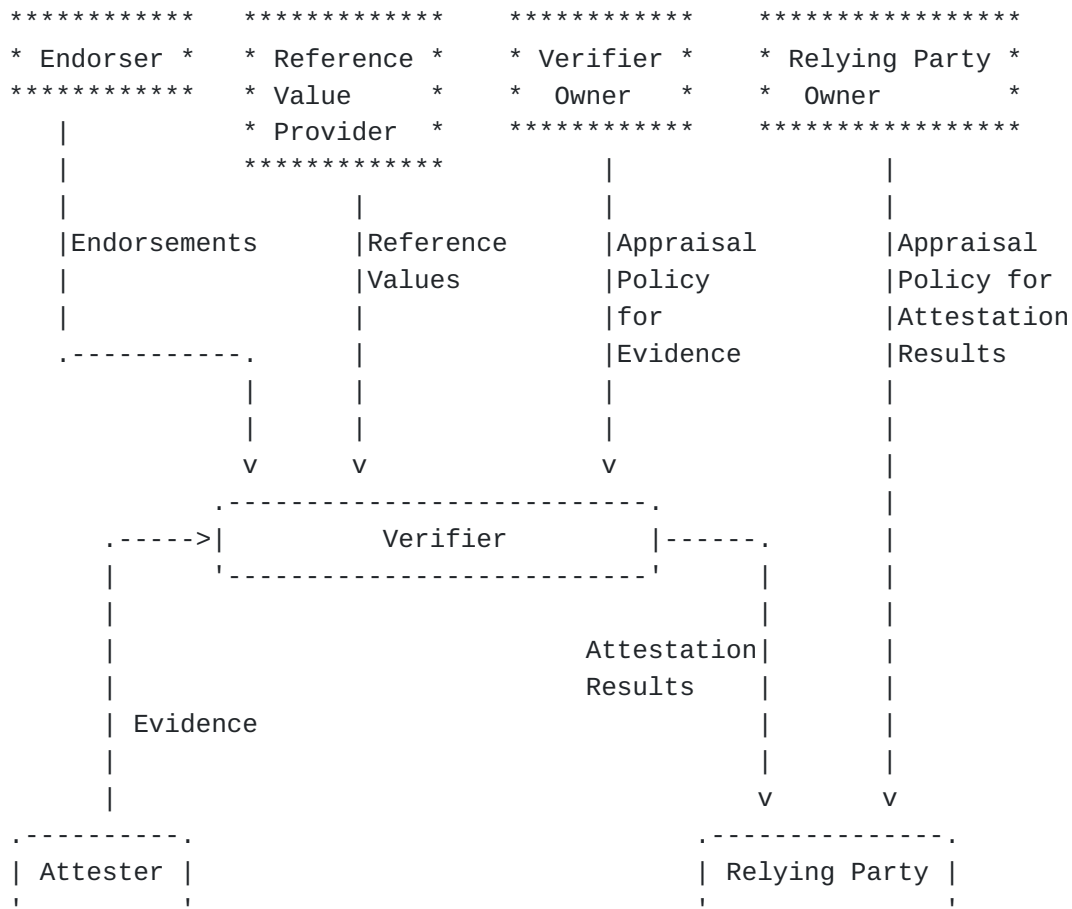 ************   *************    ************    *****************
* Endorser *   * Reference *    * Verifier *    * Relying Party *
************   * Value     *    *  Owner   *    *  Owner        *
   |           * Provider  *    ************    *****************
   |           *************          |                 |
   |                  |               |                 |
   |Endorsements      |Reference      |Appraisal        |Appraisal
   |                  |Values         |Policy           |Policy for
   |                  |               |for              |Attestation
   .-----------.      |               |Evidence         |Results
               |      |               |                 |
               |      |               |                 |
               v      v               v                 |
             .---------------------------.              |
      .----->|          Verifier         |------.       |
      |      '---------------------------'      |       |
      |                                         |       |
      |                              Attestation|       |
      |                              Results    |       |
      | Evidence                                |       |
      |                                         |       |
      |                                         v       v
.----------.                                .---------------.
| Attester |                                | Relying Party |
'          '                                '               '